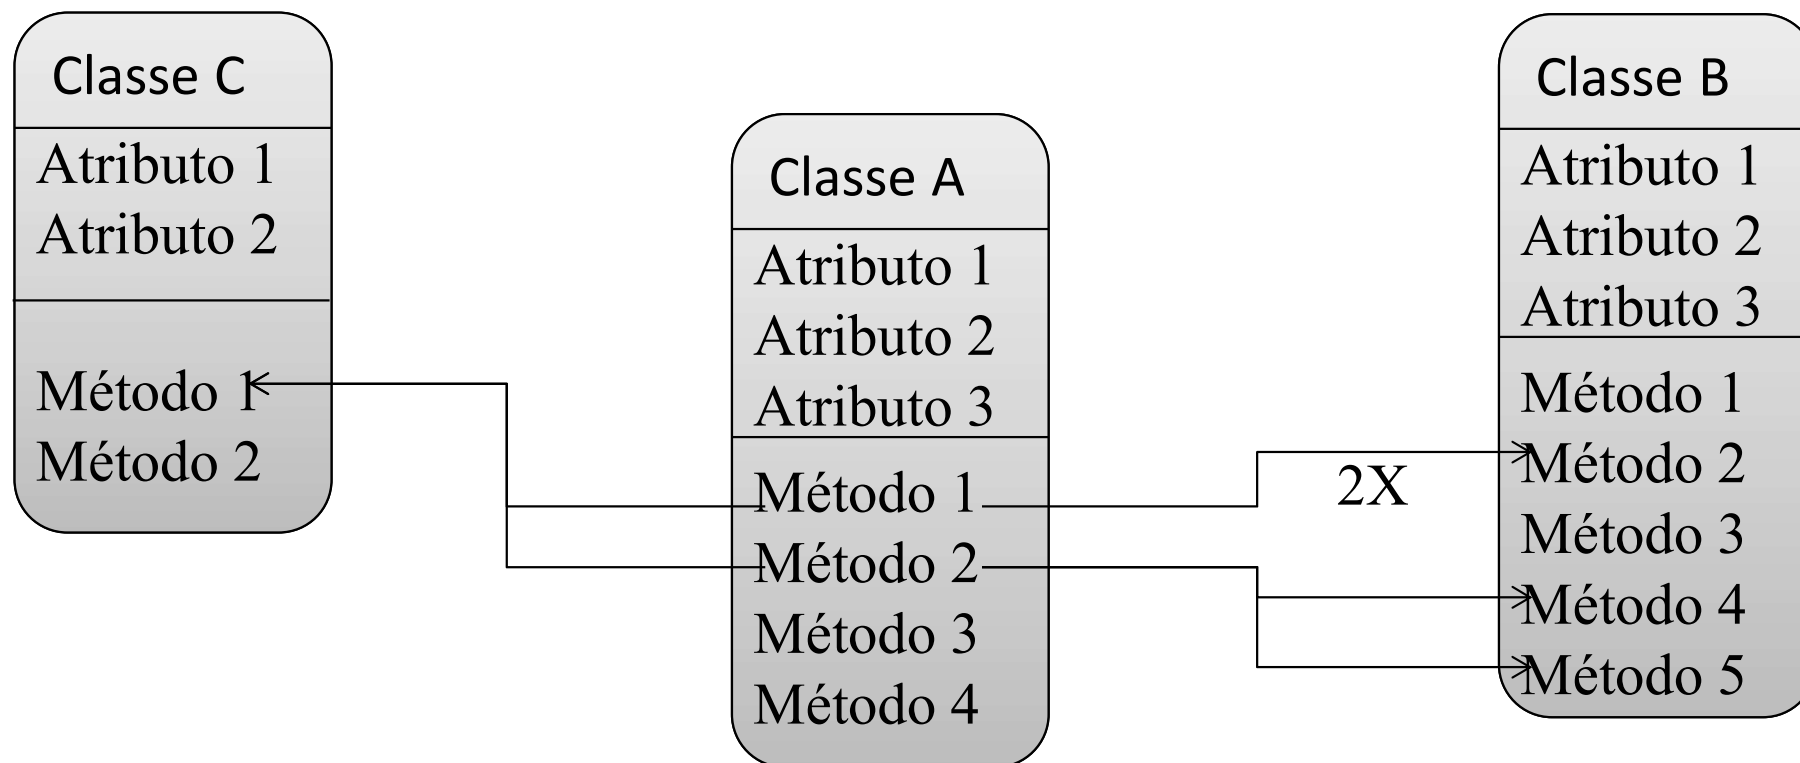 Classe C
Atributo 1
Atributo 2
Método 1
Método 2
Classe A
Atributo 1
Atributo 2
Atributo 3
Método 1
Método 2
Método 3
Método 4
2X
Classe B
Atributo 1
Atributo 2
Atributo 3
Método 1
Método 2
Método 3
Método 4
Método 5